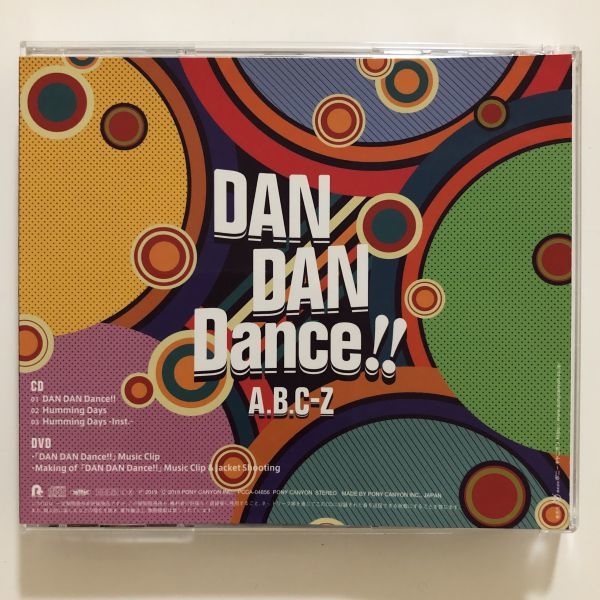 DAN
DAN
Dance!!
A.B.C-Z
CD
01 DAN DAN Dance!!
02 Humming Days
03 Humming Days -Inst.-
DVD
-「DAN DAN Dance!!」Music Clip
-Making of「DAN DAN Dance!!」Music Clip & Jacket Shooting
℗ 2019 © 2019 PONY CANYON INC. PCCA-04856 PONY CANYON STEREO MADE BY PONY CANYON INC., JAPAN